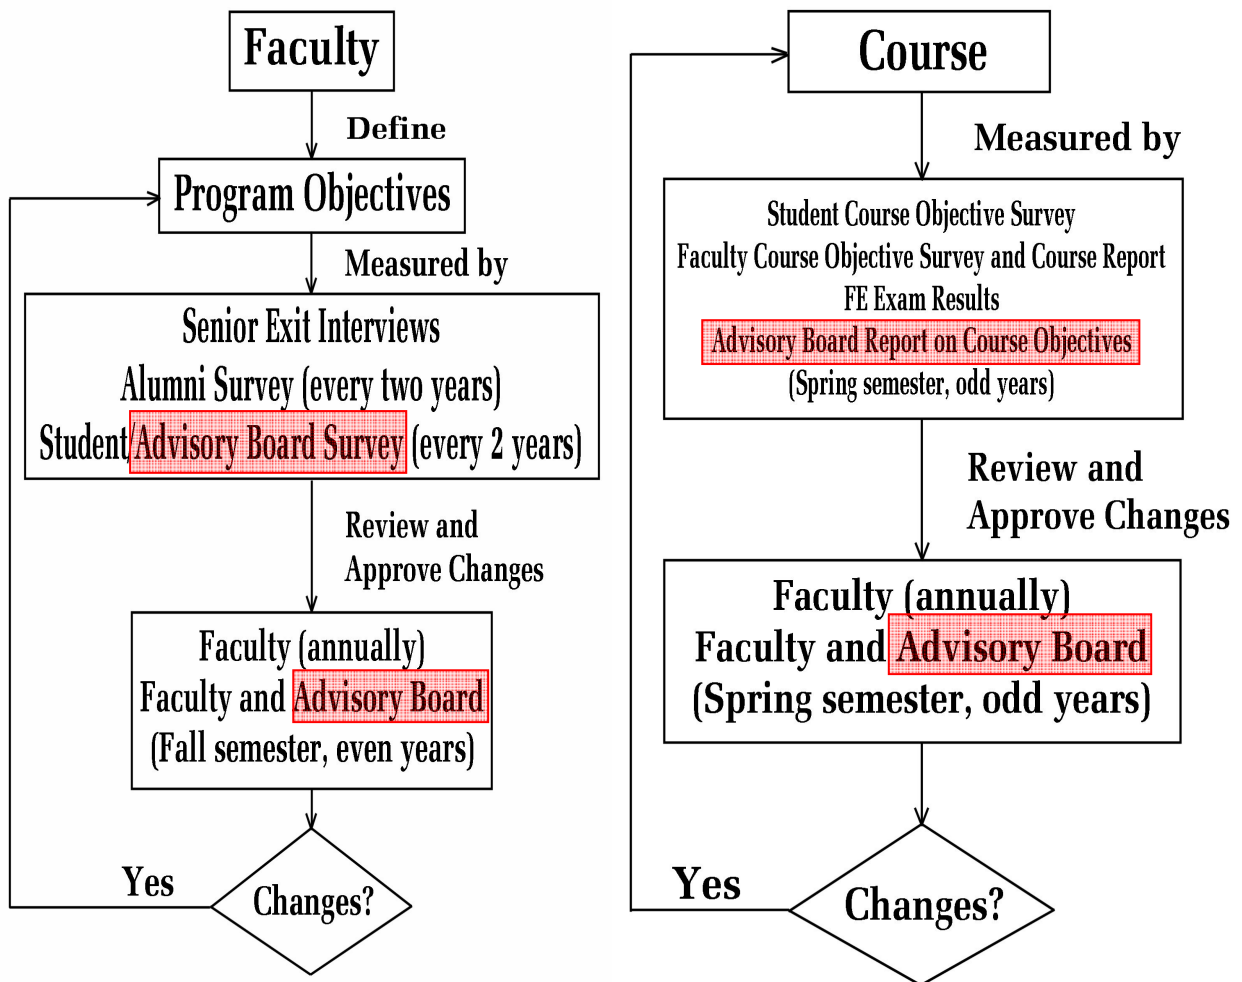 Faculty
Define
Program Objectives
Measured by
Senior Exit Interviews
Alumni Survey (every two years)
Student/Advisory Board Survey (every 2 years)
Review and
Approve Changes
Faculty (annually)
Faculty and Advisory Board
(Fall semester, even years)
Changes?
Yes
Course
Measured by
Student Course Objective Survey
Faculty Course Objective Survey and Course Report
FE Exam Results
Advisory Board Report on Course Objectives
(Spring semester, odd years)
Review and
Approve Changes
Faculty (annually)
Faculty and Advisory Board
(Spring semester, odd years)
Changes?
Yes